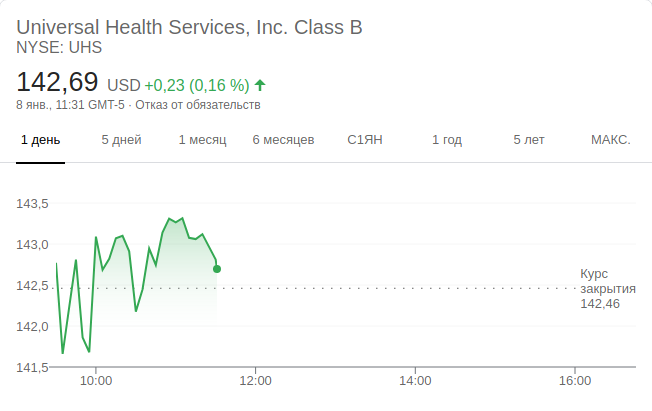 Universal Health Services, Inc. Class B
NYSE: UHS
142,69 USD +0,23 (0,16 %)
8 янв., 11:31 GMT-5 · Отказ от обязательств
1 день 5 дней 1 месяц 6 месяцев С1ЯН 1 год 5 лет МАКС.
143,5
143,0
142,5
142,0
141,5
Курс
закрытия
142,46
10:00 12:00 14:00 16:00